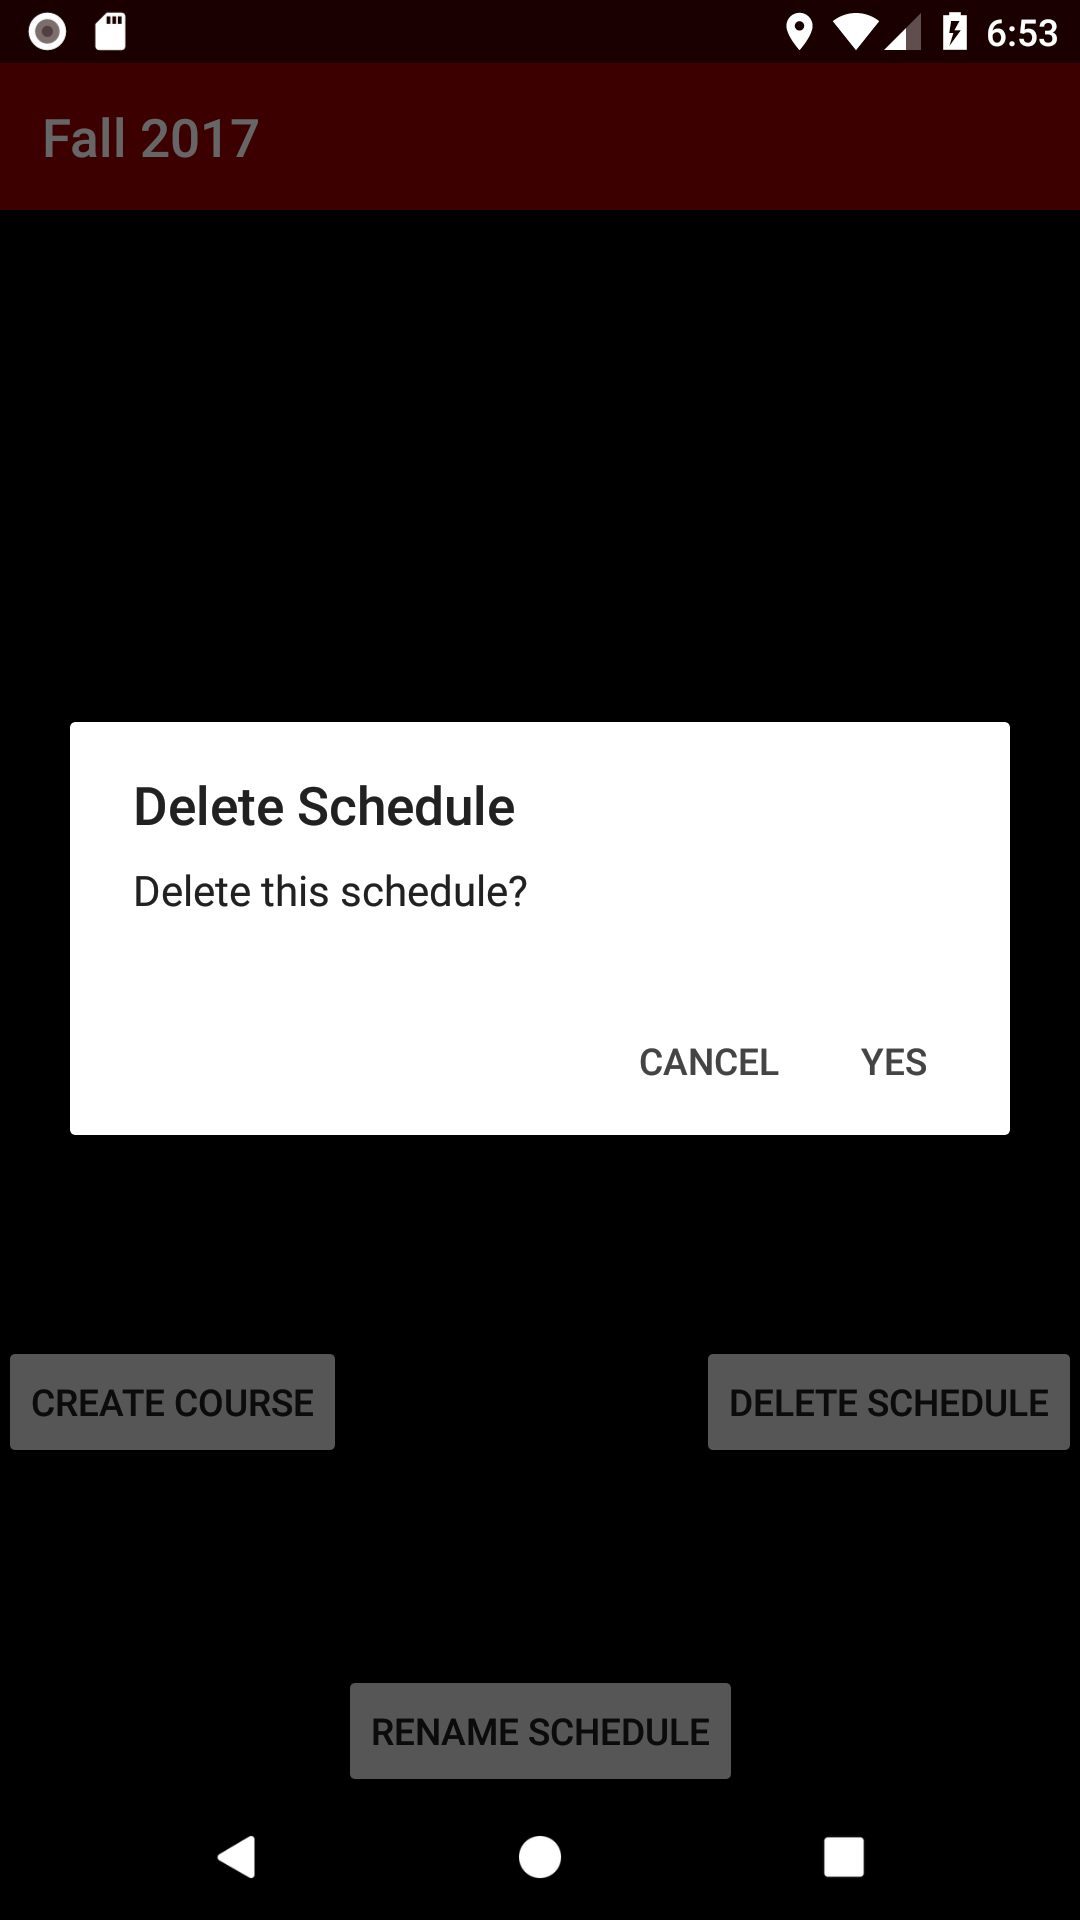 6:53
Fall 2017
Delete Schedule
Delete this schedule?
CANCEL YES
CREATE COURSE DELETE SCHEDULE
RENAME SCHEDULE